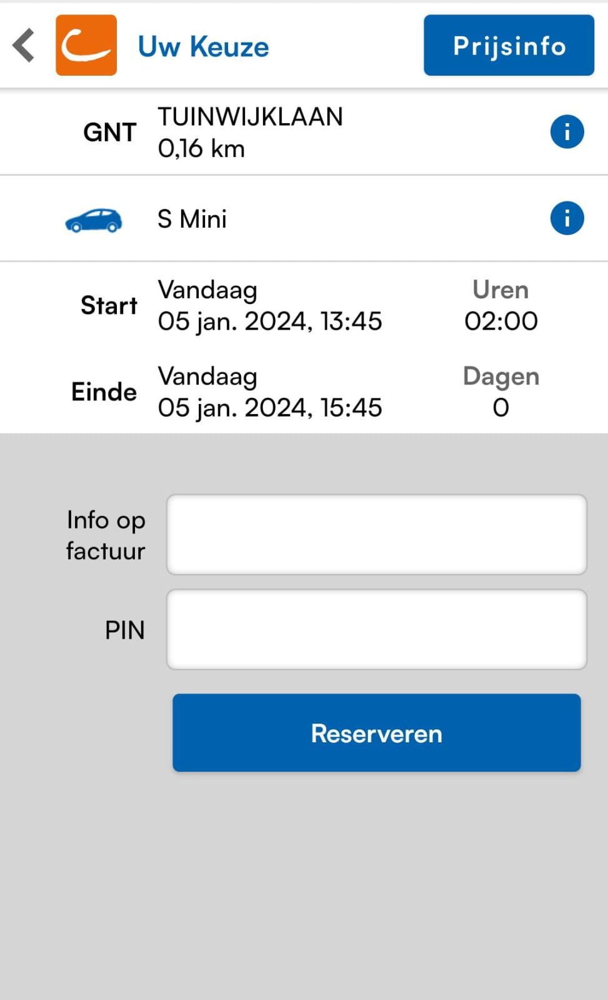 Uw Keuze
Prijsinfo
GNT
TUINWIJKLAAN
0,16 km
i
S Mini
i
Start
Vandaag
05 jan. 2024, 13:45
Uren
02:00
Einde
Vandaag
05 jan. 2024, 15:45
Dagen
0
Info op
factuur
PIN
Reserveren